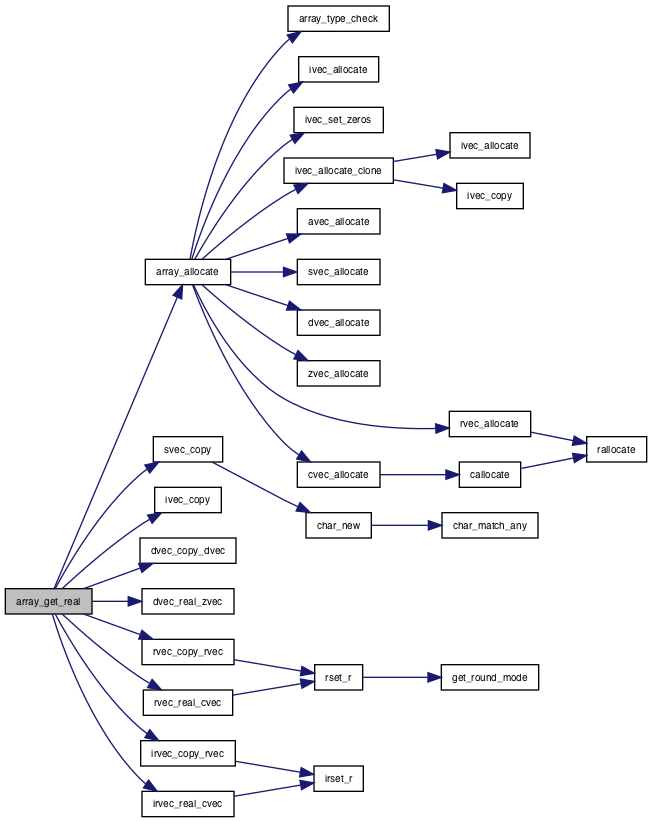 array_type_check
ivec_allocate
ivec_set_zeros
ivec_allocate
ivec_allocate_clone
ivec_copy
avec_allocate
array_allocate
svec_allocate
dvec_allocate
zvec_allocate
rvec_allocate
rallocate
svec_copy
cvec_allocate
callocate
ivec_copy
char_new
char_match_any
dvec_copy_dvec
array_get_real
dvec_real_zvec
rvec_copy_rvec
rset_r
get_round_mode
rvec_real_cvec
irvec_copy_rvec
irset_r
irvec_real_cvec